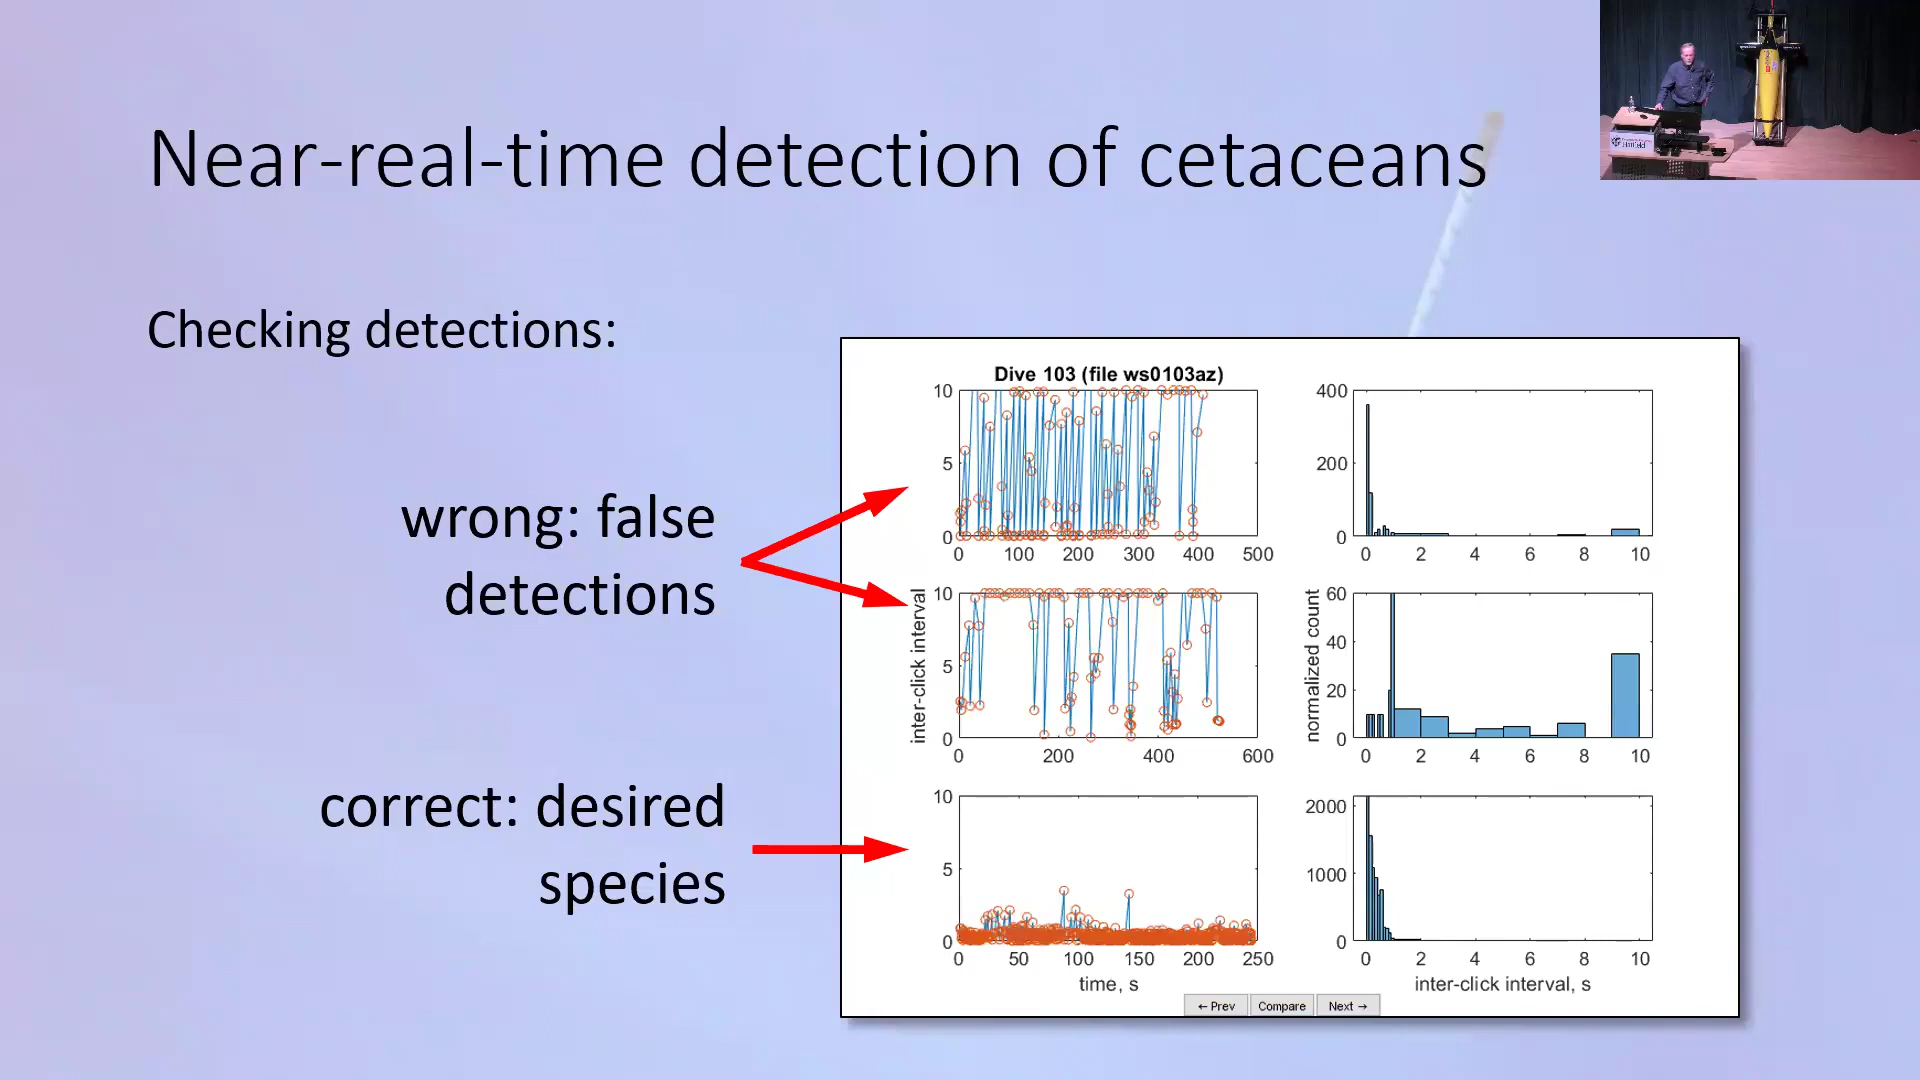 Near-real-time detection of cetaceans
Checking detections:
wrong: false
detections
correct: desired
species
Dive 103 (file ws0103az)
10
5
0
0 100 200 300 400 500
400
200
0
0 2 4 6 8 10
inter-click interval
10
5
0
0 200 400 600
normalized count
60
40
20
0
0 2 4 6 8 10
10
5
0
0 50 100 150 200 250
time, s
2000
1000
0
0 2 4 6 8 10
inter-click interval, s
← Prev
Compare
Next →